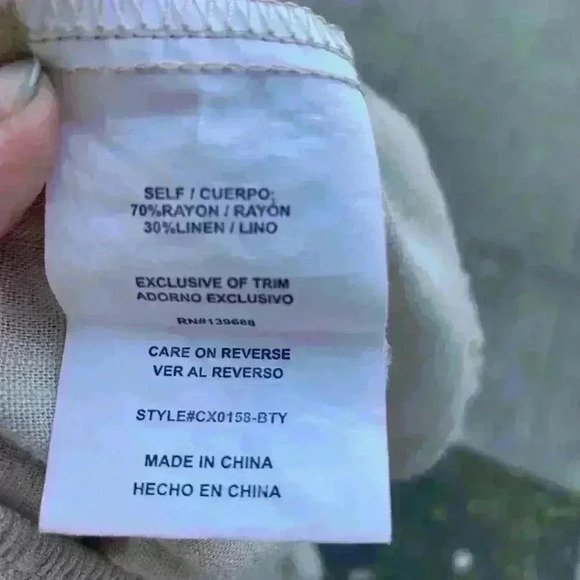 SELF / CUERPO:
70%RAYON / RAYÓN
30%LINEN / LINO
EXCLUSIVE OF TRIM
ADORNO EXCLUSIVO
RN#139688
CARE ON REVERSE
VER AL REVERSO
STYLE#CX0158-BTY
MADE IN CHINA
HECHO EN CHINA